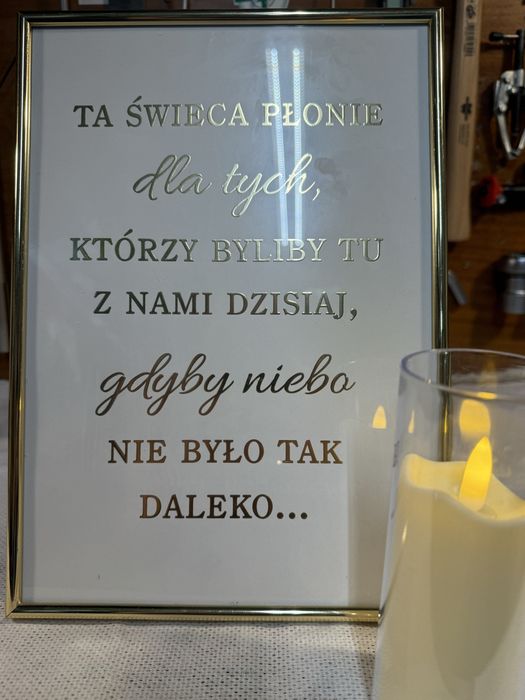 TA ŚWIECA PŁONIE
dla tych,
KTÓRZY BYLIBY TU
Z NAMI DZISIAJ,
gdyby niebo
NIE BYŁO TAK
DALEKO...